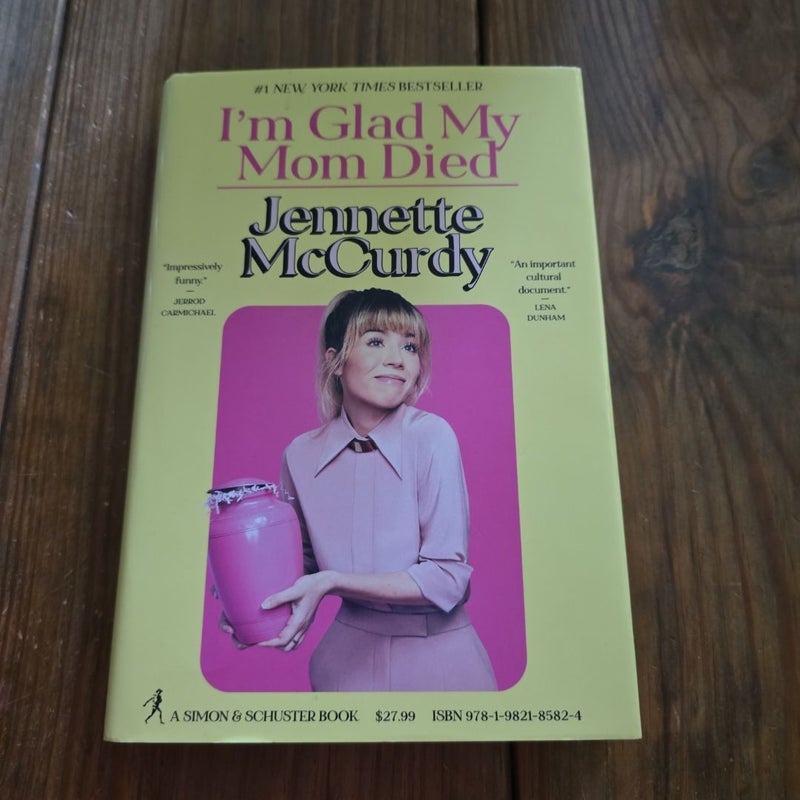 #1 NEW YORK TIMES BESTSELLER
I'm Glad My
Mom Died
Jennette
McCurdy
"Impressively
funny."
—
JERROD
CARMICHAEL
"An important
cultural
document."
—
LENA
DUNHAM
A SIMON & SCHUSTER BOOK $27.99 ISBN 978-1-9821-8582-4